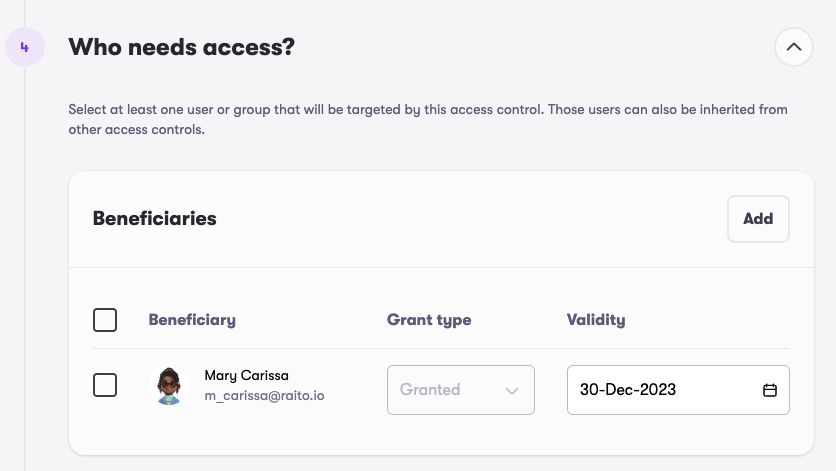 4
Who needs access?
Select at least one user or group that will be targeted by this access control. Those users can also be inherited from
other access controls.
Beneficiaries
Add
Beneficiary Grant type Validity
Mary Carissa
m_carissa@raito.io
Granted
30-Dec-2023